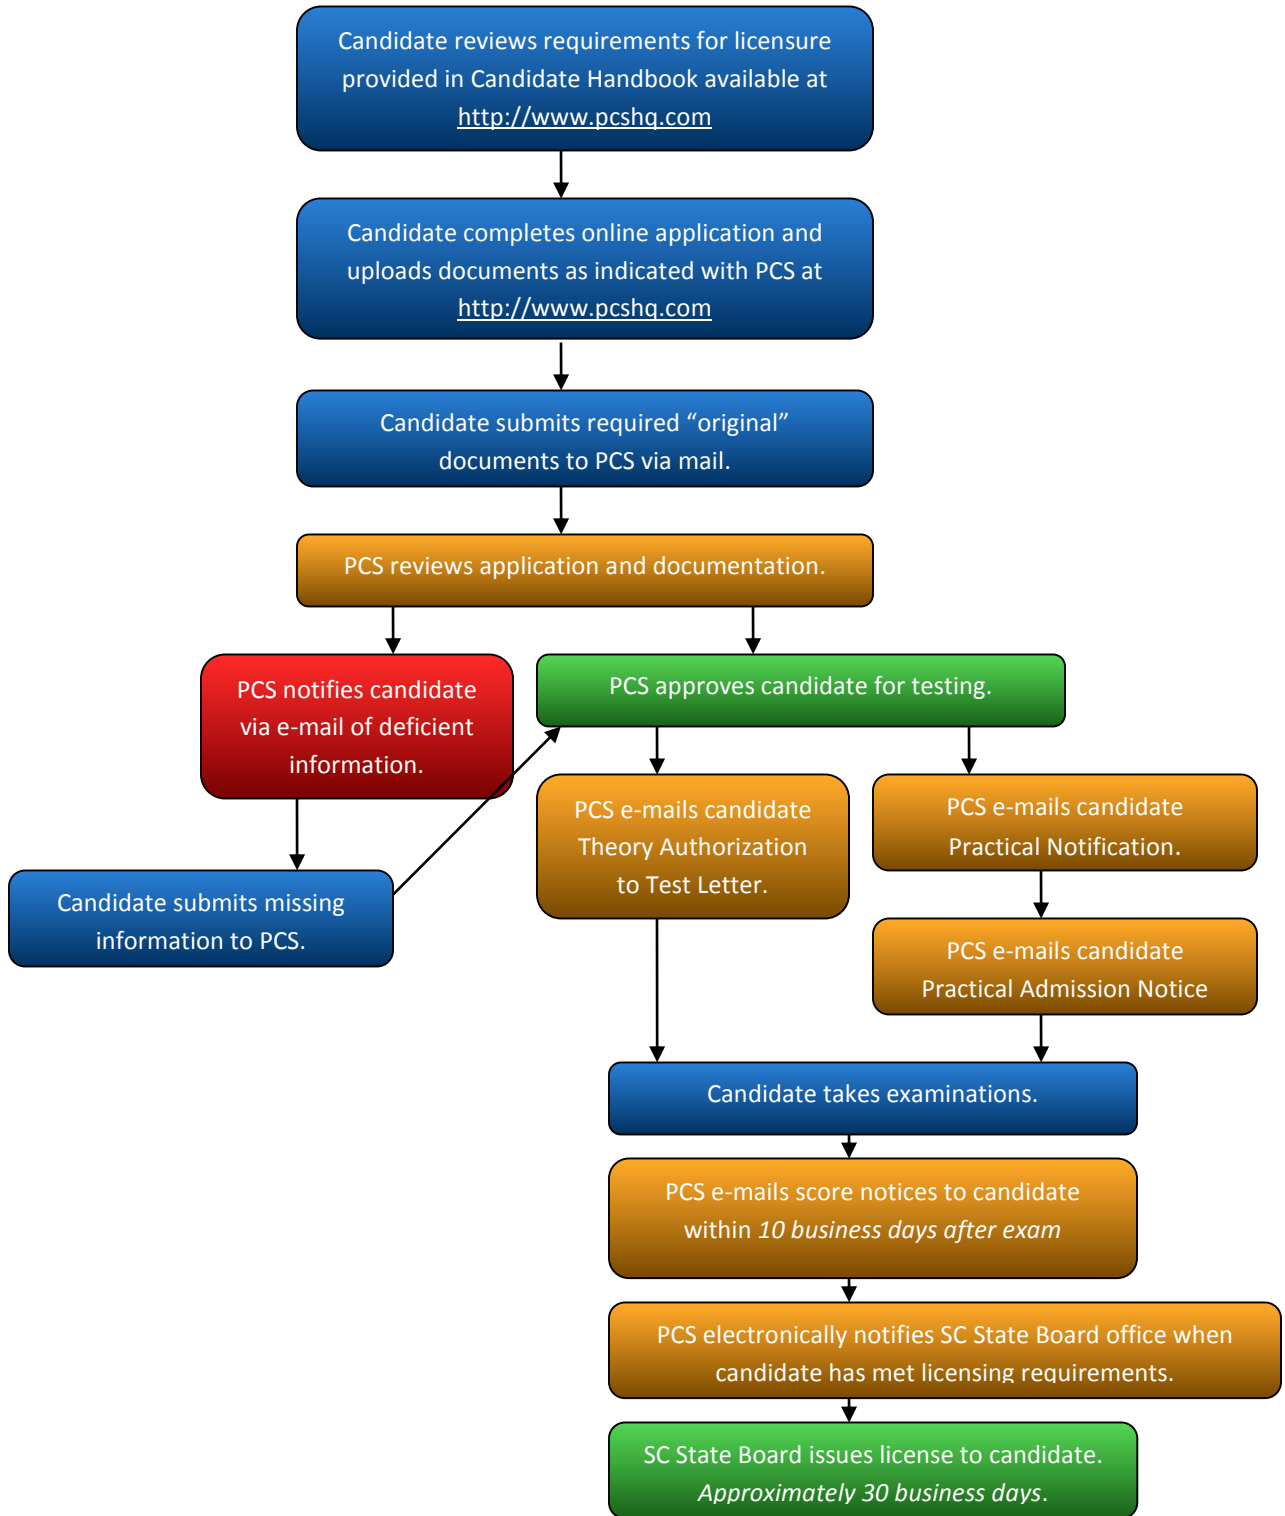 Candidate reviews requirements for licensure
provided in Candidate Handbook available at
http://www.pcshq.com
Candidate completes online application and
uploads documents as indicated with PCS at
http://www.pcshq.com
Candidate submits required “original”
documents to PCS via mail.
PCS reviews application and documentation.
PCS notifies candidate
via e-mail of deficient
information.
PCS approves candidate for testing.
Candidate submits missing
information to PCS.
PCS e-mails candidate
Theory Authorization
to Test Letter.
PCS e-mails candidate
Practical Notification.
PCS e-mails candidate
Practical Admission Notice
Candidate takes examinations.
PCS e-mails score notices to candidate
within 10 business days after exam
PCS electronically notifies SC State Board office when
candidate has met licensing requirements.
SC State Board issues license to candidate.
Approximately 30 business days.